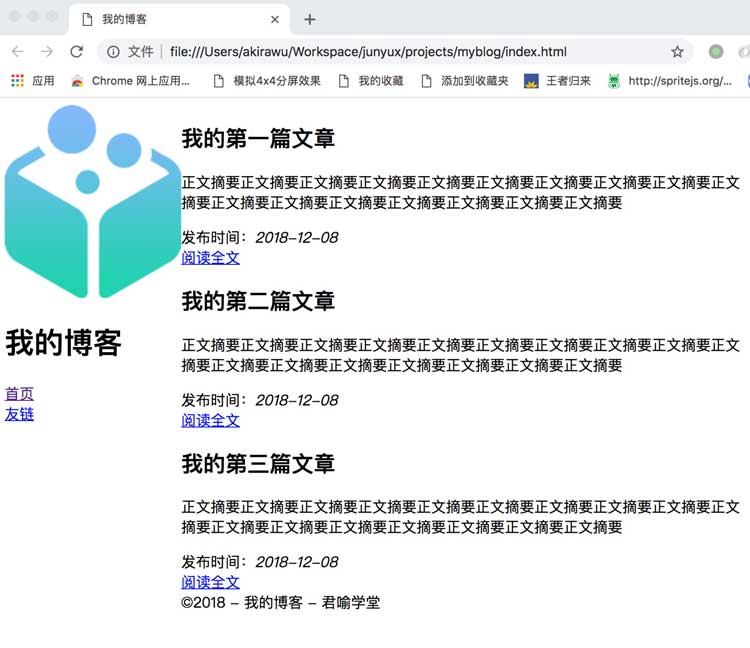 我的博客
文件 file:///Users/akirawu/Workspace/junyux/projects/myblog/index.html
应用 Chrome 网上应用... 模拟4x4分屏效果 我的收藏 添加到收藏夹 王者归来 http://spritejs.org/...
我的博客
首页
友链
我的第一篇文章
正文摘要正文摘要正文摘要正文摘要正文摘要正文摘要正文摘要正文摘要正文摘要正文
摘要正文摘要正文摘要正文摘要正文摘要正文摘要正文摘要正文摘要
发布时间：2018-12-08
阅读全文
我的第二篇文章
正文摘要正文摘要正文摘要正文摘要正文摘要正文摘要正文摘要正文摘要正文摘要正文
摘要正文摘要正文摘要正文摘要正文摘要正文摘要正文摘要正文摘要
发布时间：2018-12-08
阅读全文
我的第三篇文章
正文摘要正文摘要正文摘要正文摘要正文摘要正文摘要正文摘要正文摘要正文摘要正文
摘要正文摘要正文摘要正文摘要正文摘要正文摘要正文摘要正文摘要
发布时间：2018-12-08
阅读全文
©2018 – 我的博客 – 君喻学堂